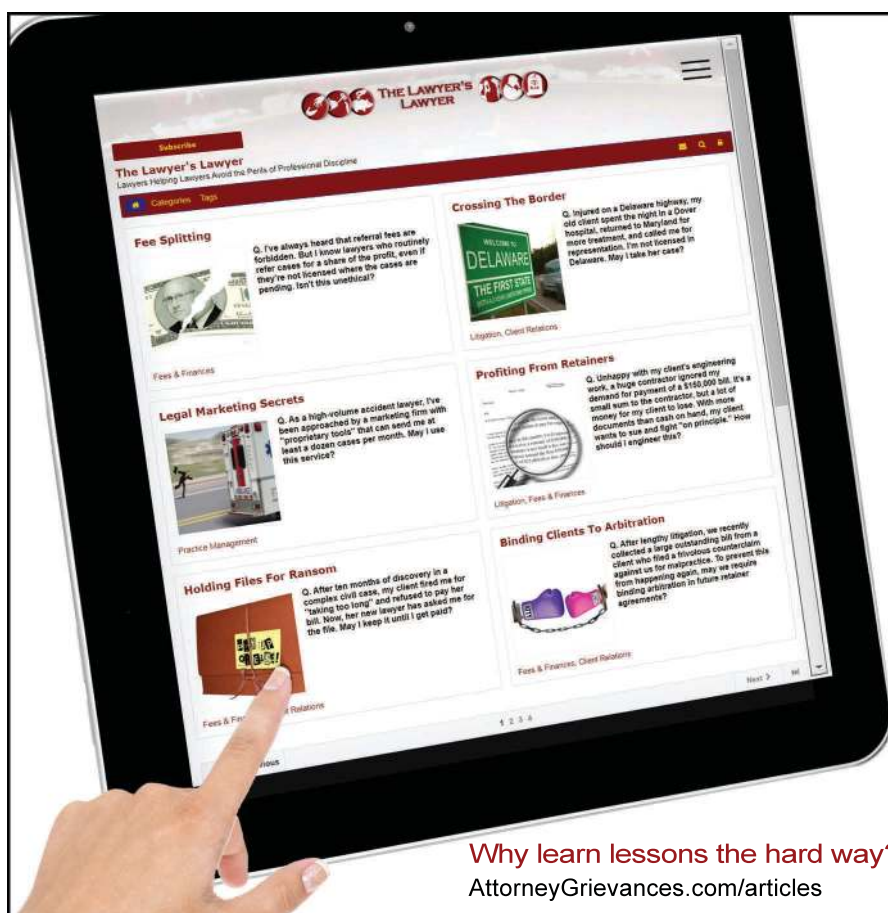 THE LAWYER'S
LAWYER
Subscribe
The Lawyer's Lawyer
Lawyers Helping Lawyers Avoid the Perils of Professional Discipline
Categories Tags
Fee Splitting
Q. I've always heard that referral fees are
forbidden. But I know lawyers who routinely
refer cases for a share of the profit, even if
they're not licensed where the cases are
pending. Isn't this unethical?
Fees & Finances
Crossing The Border
Q. Injured on a Delaware highway, my
old client spent the night in a Dover
hospital, returned to Maryland for
more treatment, and called me for
representation. I'm not licensed in
Delaware. May I take her case?
WELCOME TO
DELAWARE
THE FIRST STATE
Litigation, Client Relations
Legal Marketing Secrets
Q. As a high-volume accident lawyer, I've
been approached by a marketing firm with
"proprietary tools" that can send me at
least a dozen cases per month. May I use
this service?
Practice Management
Profiting From Retainers
Q. Unhappy with my client's engineering
work, a huge contractor ignored my
demand for payment of a $150,000 bill. It's a
small sum to the contractor, but a lot of
money for my client to lose. With more
documents than cash on hand, my client
wants to sue and fight "on principle." How
should I engineer this?
Litigation, Fees & Finances
Holding Files For Ransom
Q. After ten months of discovery in a
complex civil case, my client fired me for
"taking too long" and refused to pay her
bill. Now, her new lawyer has asked me for
the file. May I keep it until I get paid?
Fees & Fin
Relations
Binding Clients To Arbitration
Q. After lengthy litigation, we recently
collected a large outstanding bill from a
client who filed a frivolous counterclaim
against us for malpractice. To prevent this
from happening again, may we require
binding arbitration in future retainer
agreements?
Fees & Finances, Client Relations
1 2 3 4
Next
Why learn lessons the hard way?
AttorneyGrievances.com/articles